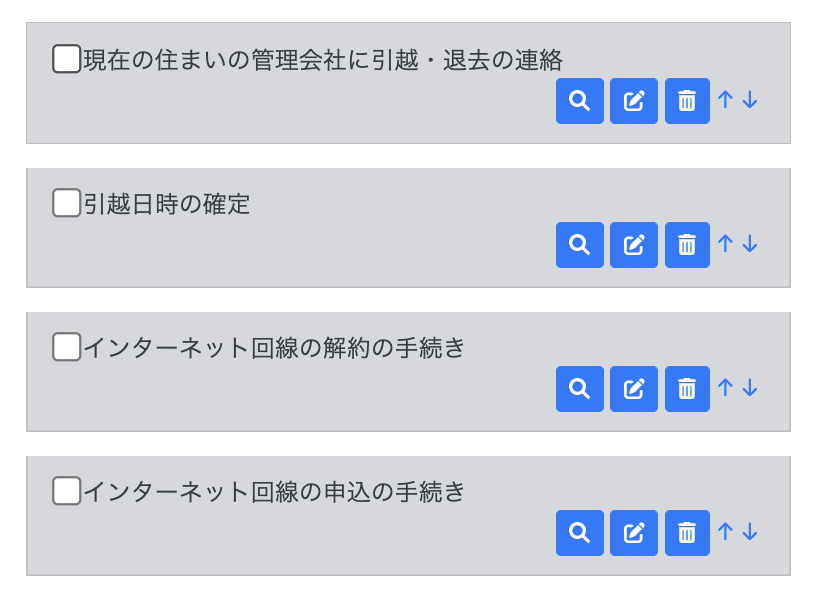 現在の住まいの管理会社に引越・退去の連絡
↑ ↓
引越日時の確定
↑ ↓
インターネット回線の解約の手続き
↑ ↓
インターネット回線の申込の手続き
↑ ↓